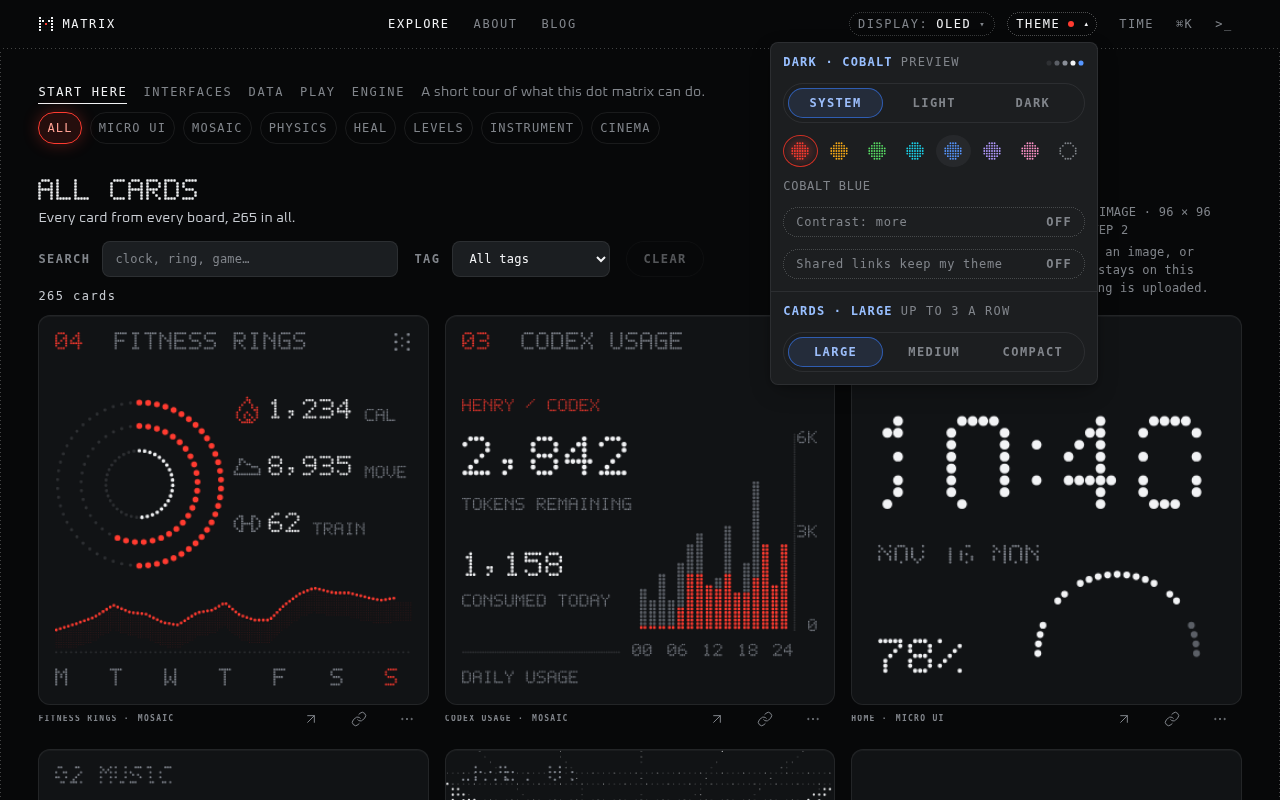 MATRIX
EXPLORE ABOUT BLOG
DISPLAY: OLED THEME TIME ⌘K >_
START HERE INTERFACES DATA PLAY ENGINE A short tour of what this dot matrix can do.
ALL MICRO UI MOSAIC PHYSICS HEAL LEVELS INSTRUMENT CINEMA
ALL CARDS
Every card from every board, 265 in all.
SEARCH clock, ring, game… TAG All tags CLEAR
265 cards
DARK · COBALT PREVIEW
SYSTEM LIGHT DARK
COBALT BLUE
Contrast: more OFF
Shared links keep my theme OFF
CARDS · LARGE UP TO 3 A ROW
LARGE MEDIUM COMPACT
IMAGE · 96 × 96
EP 2
an image, or
stays on this
ng is uploaded.
04 FITNESS RINGS
1,234 CAL
8,935 MOVE
62 TRAIN
M T W T F S S
FITNESS RINGS · MOSAIC
03 CODEX USAGE
HENRY / CODEX
2,842
TOKENS REMAINING
1,158
CONSUMED TODAY
6K
3K
0
00 06 12 18 24
DAILY USAGE
CODEX USAGE · MOSAIC
10:40
NOV 16 MON
78%
HOME · MICRO UI
02 MUSIC